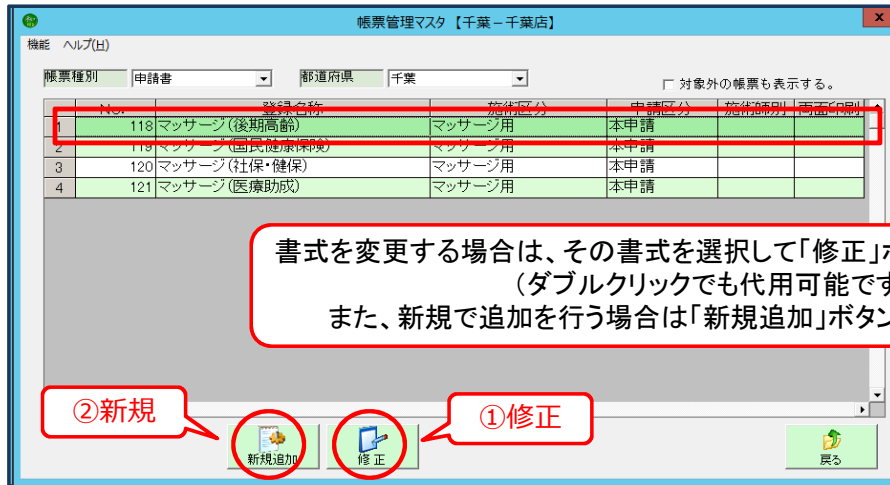 帳票管理マスタ 【千葉－千葉店】
x
機能 ヘルプ(H)
帳票種別 申請書 都道府県 千葉 対象外の帳票も表示する。
No. 登録名称 施術区分 申請区分 施術師別 両面印刷
1 118 マッサージ(後期高齢) マッサージ用 本申請
2 119 マッサージ(国民健康保険) マッサージ用 本申請
3 120 マッサージ(社保・健保) マッサージ用 本申請
4 121 マッサージ(医療助成) マッサージ用 本申請
書式を変更する場合は、その書式を選択して「修正」ボ
(ダブルクリックでも代用可能です
また、新規で追加を行う場合は「新規追加」ボタン
②新規
①修正
新規追加 修正 戻る